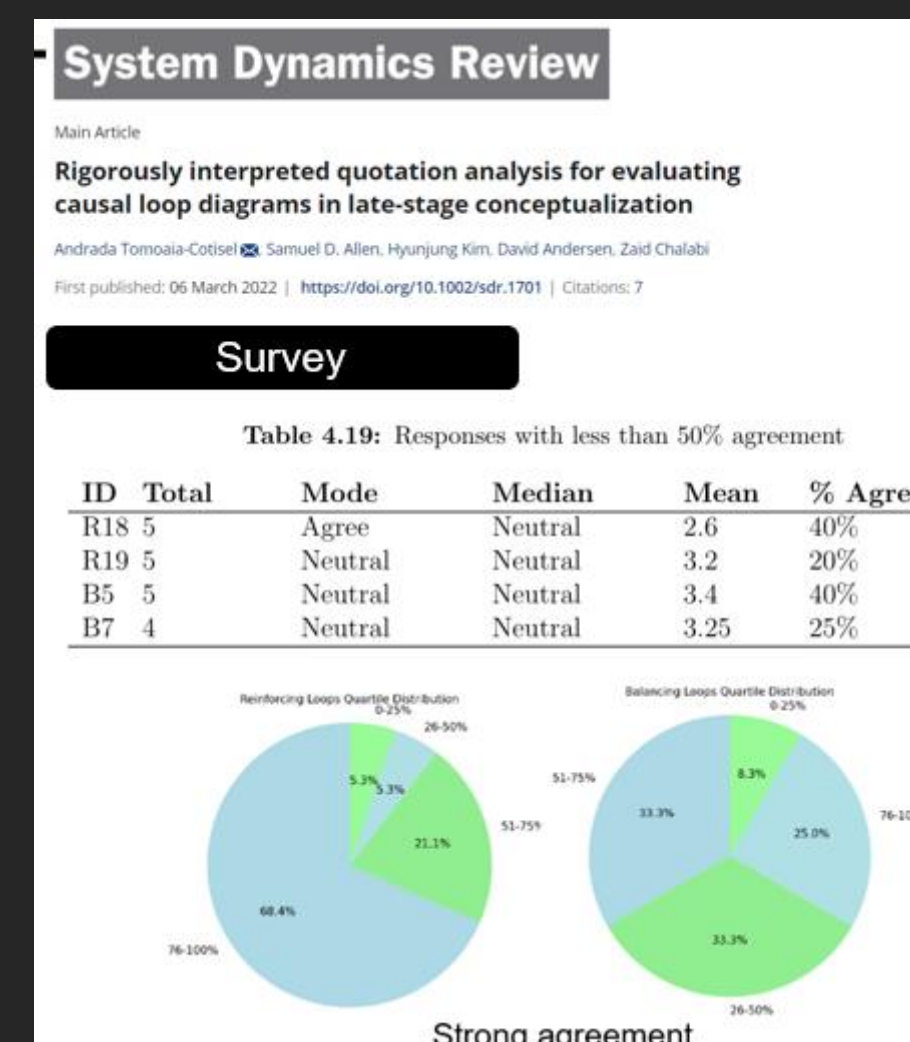 System Dynamics Review
Main Article
Rigorously interpreted quotation analysis for evaluating
causal loop diagrams in late-stage conceptualization
Andrada Tomoaia-Cotisel, Samuel D. Allen, Hyunjung Kim, David Andersen, Zaid Chalabi
First published: 06 March 2022 | https://doi.org/10.1002/sdr.1701 | Citations: 7
Survey
Table 4.19: Responses with less than 50% agreement
ID Total Mode Median Mean % Agre
R18 5 Agree Neutral 2.6 40%
R19 5 Neutral Neutral 3.2 20%
B5 5 Neutral Neutral 3.4 40%
B7 4 Neutral Neutral 3.25 25%
Reinforcing Loops Quartile Distribution
0-25%
26-50%
5.3%
5.3%
51-75%
21.1%
68.4%
76-100%
Balancing Loops Quartile Distribution
0-25%
51-75%
8.3%
33.3%
76-10
25.0%
33.3%
26-50%
Strong agreement